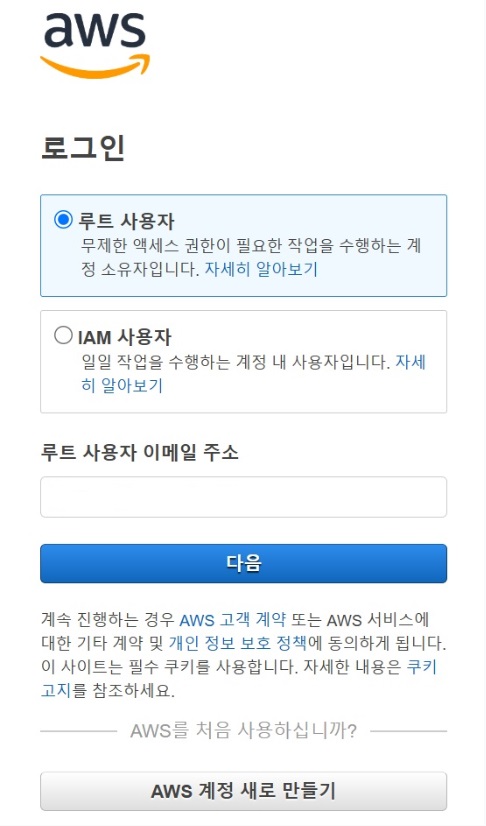 aws
로그인
루트 사용자
무제한 액세스 권한이 필요한 작업을 수행하는 계
정 소유자입니다. 자세히 알아보기
IAM 사용자
일일 작업을 수행하는 계정 내 사용자입니다. 자세
히 알아보기
루트 사용자 이메일 주소
다음
계속 진행하는 경우 AWS 고객 계약 또는 AWS 서비스에
대한 기타 계약 및 개인 정보 보호 정책에 동의하게 됩니다.
이 사이트는 필수 쿠키를 사용합니다. 자세한 내용은 쿠키
고지를 참조하세요.
AWS를 처음 사용하십니까?
AWS 계정 새로 만들기